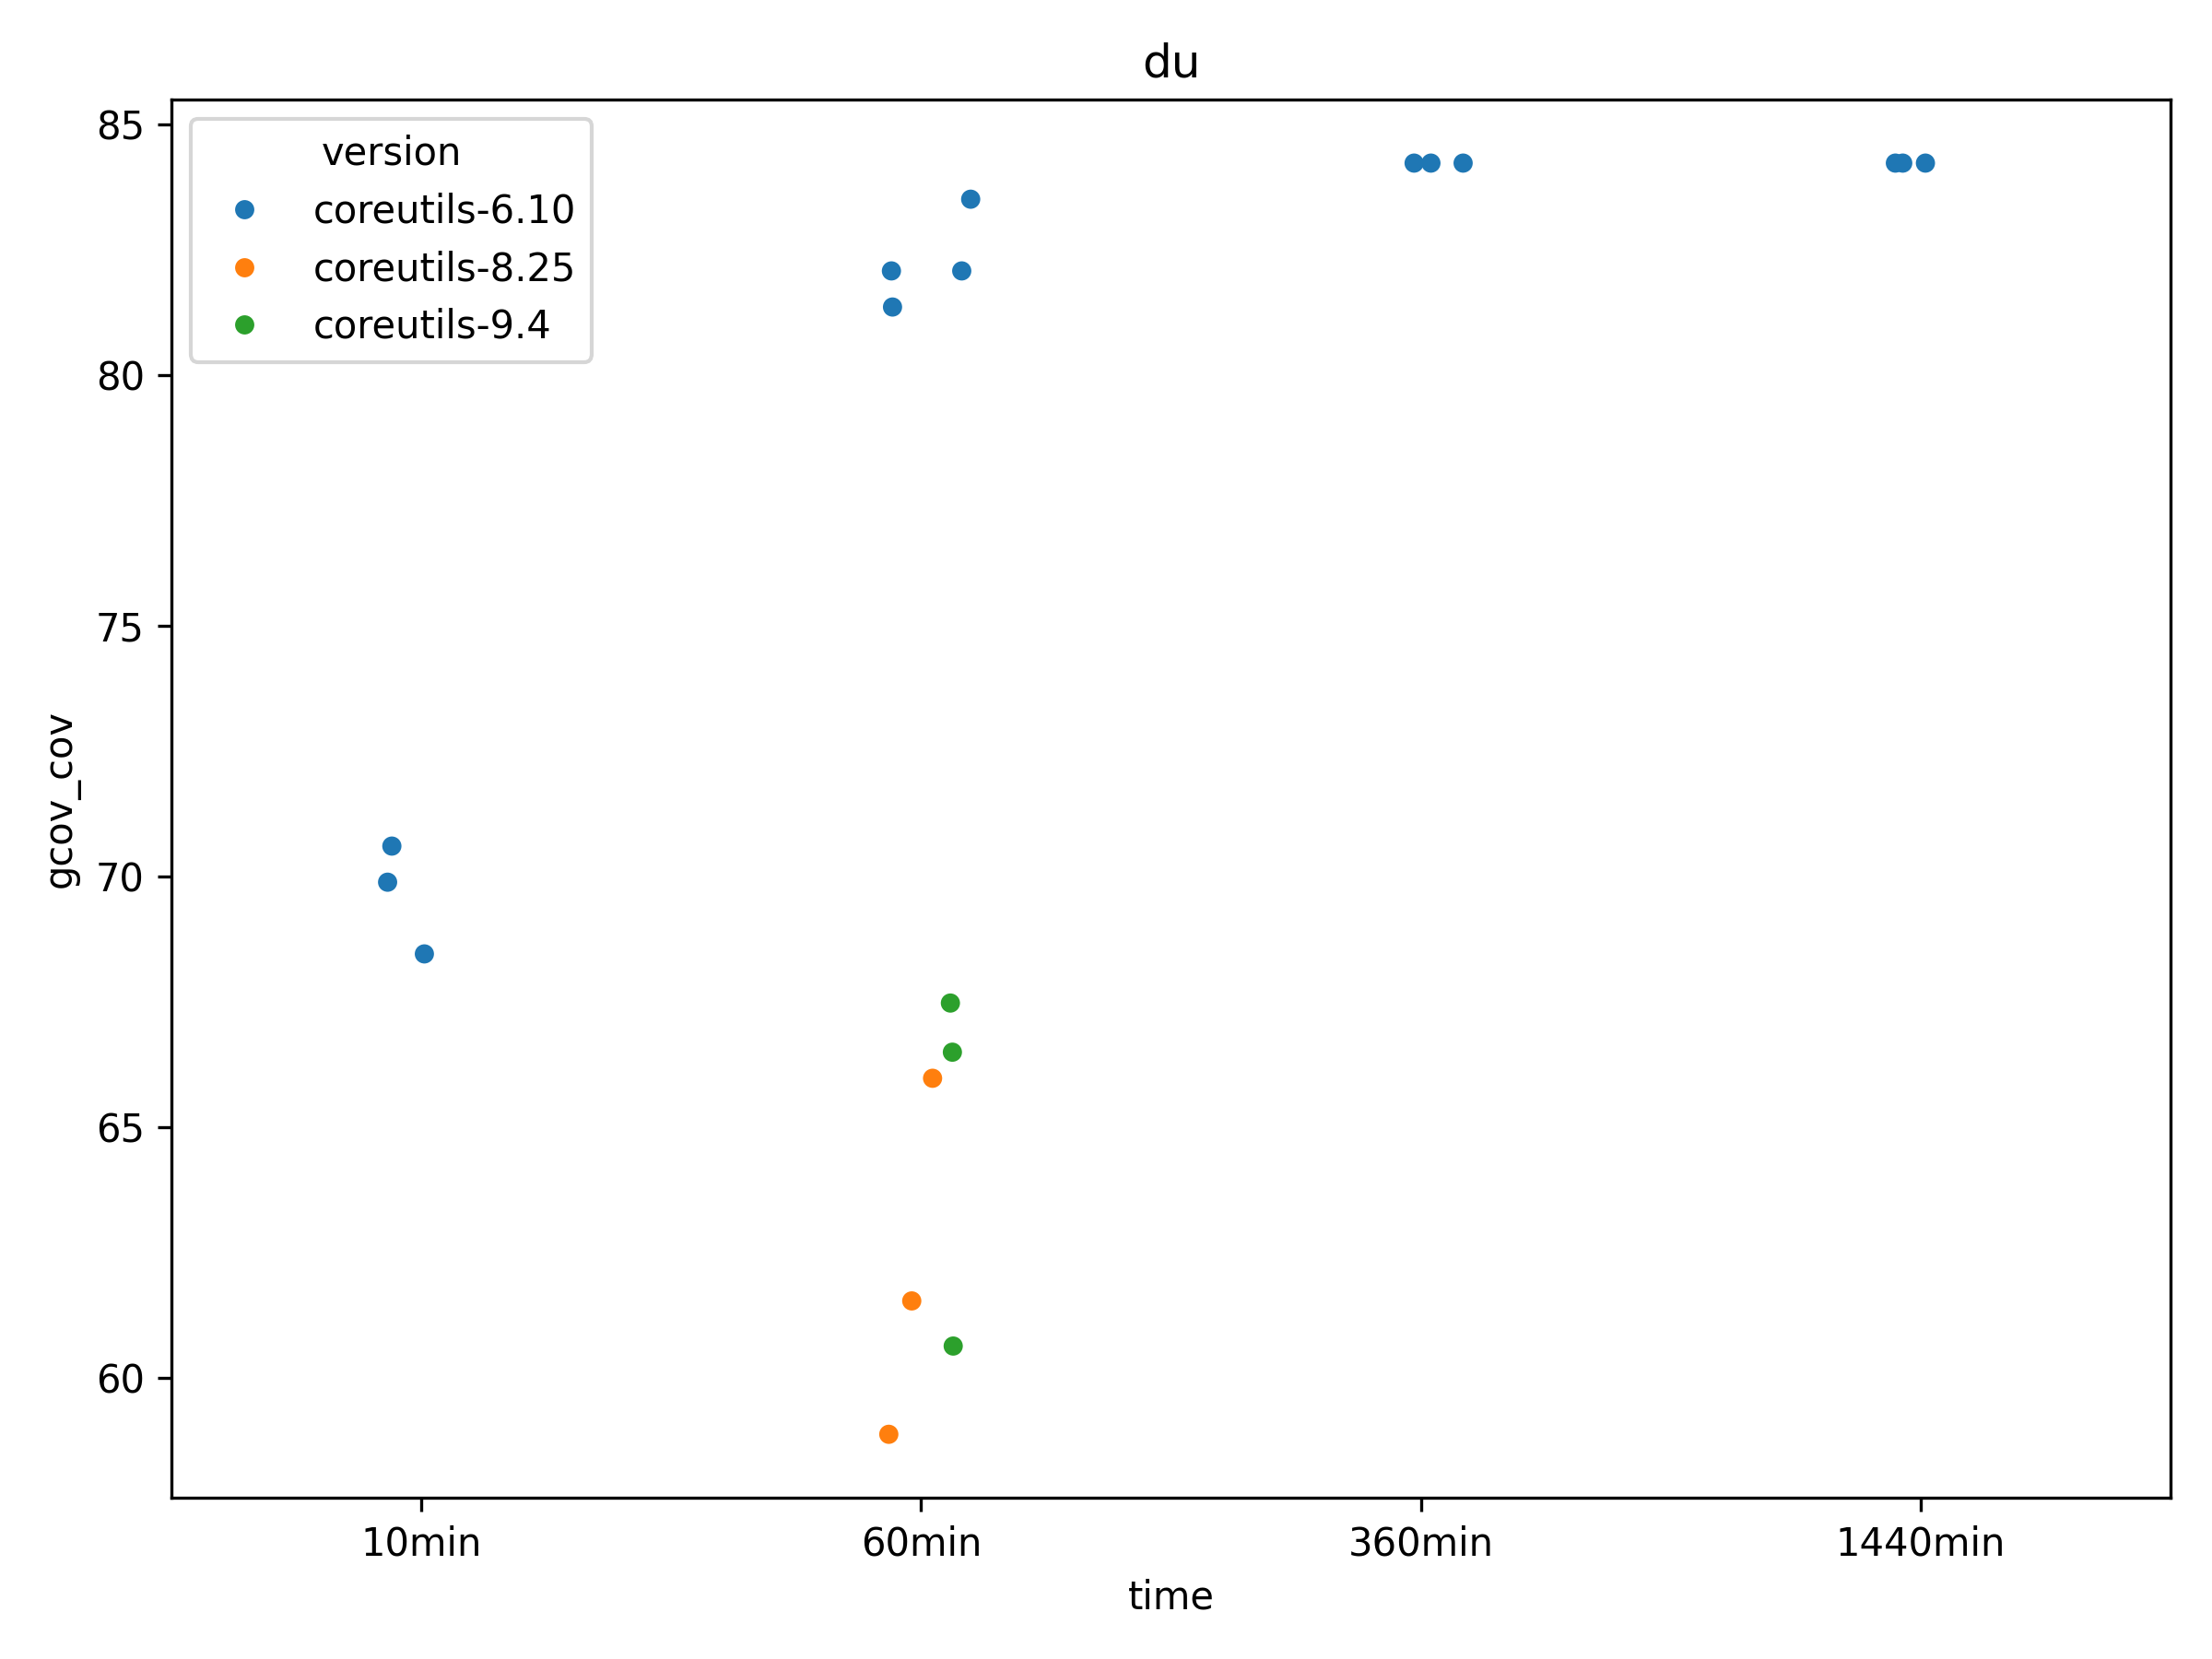 du
version
coreutils-6.10
coreutils-8.25
coreutils-9.4
gcov_cov
85
80
75
70
65
60
10min
60min
360min
1440min
time